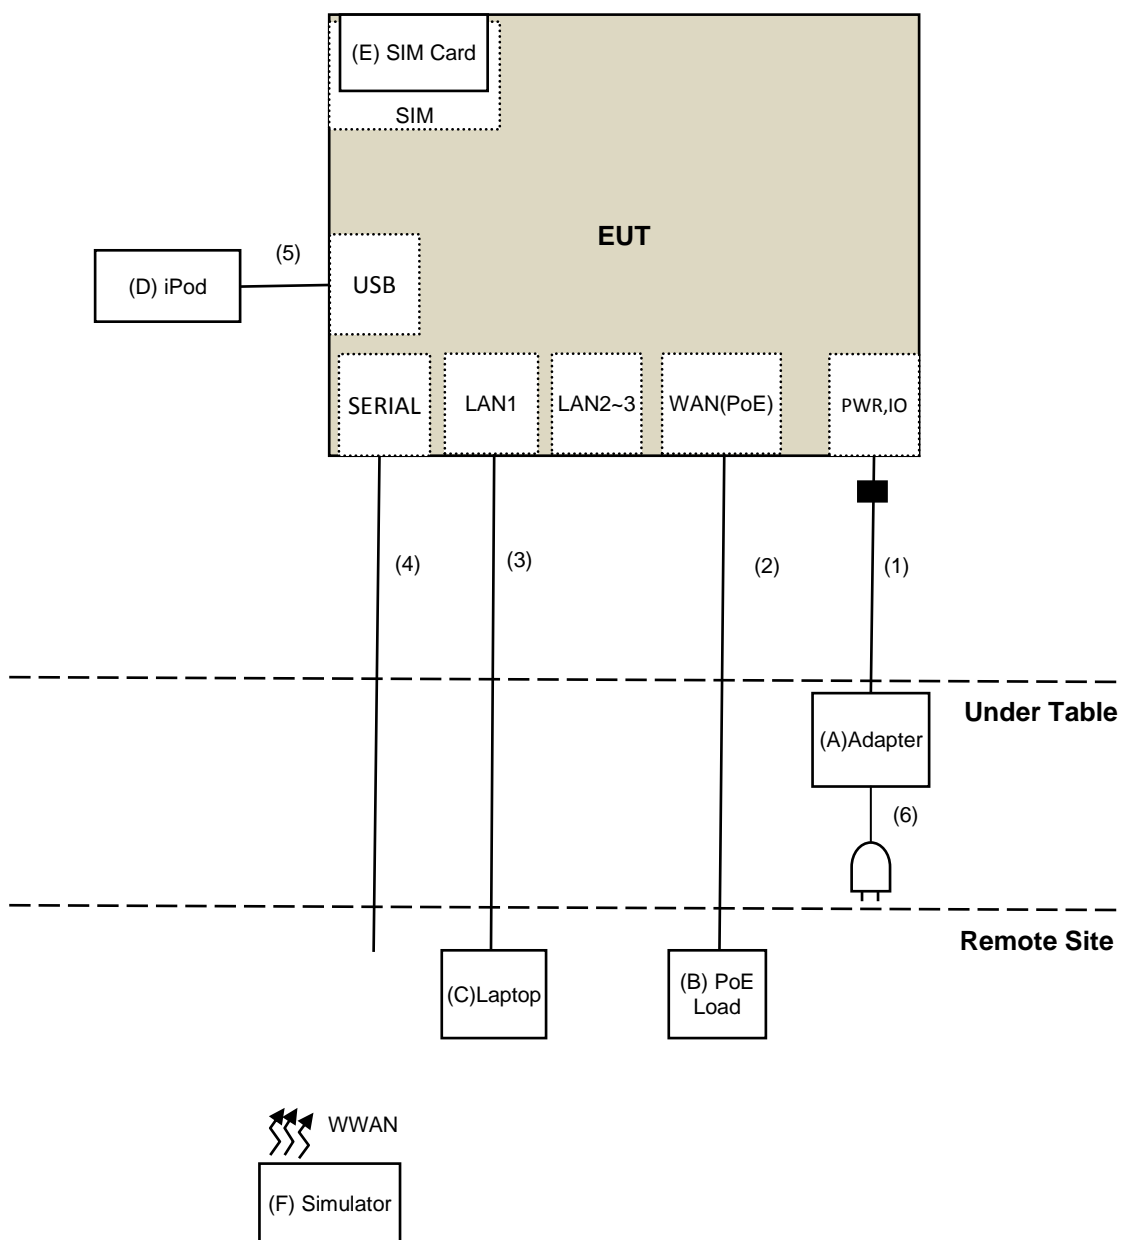 (E) SIM Card
SIM
EUT
(5)
(D) iPod
USB
SERIAL
LAN1
LAN2~3
WAN(PoE)
PWR,IO
(4)
(3)
(2)
(1)
Under Table
(A)Adapter
(6)
Remote Site
(C)Laptop
(B) PoE
Load
WWAN
(F) Simulator